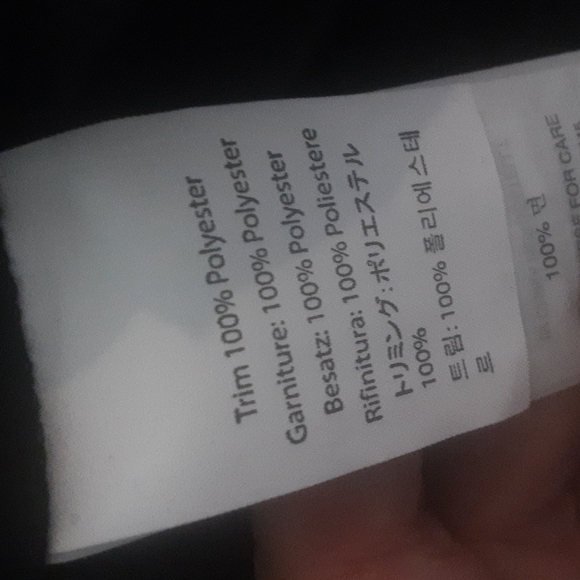 Trim 100% Polyester
Garniture: 100% Polyester
Besatz: 100% Polyester
Rifinitura: 100% Poliestere
トリミング: ポリエステル
100%
트림: 100% 폴리에스테
르
100% 면
FOR CARE